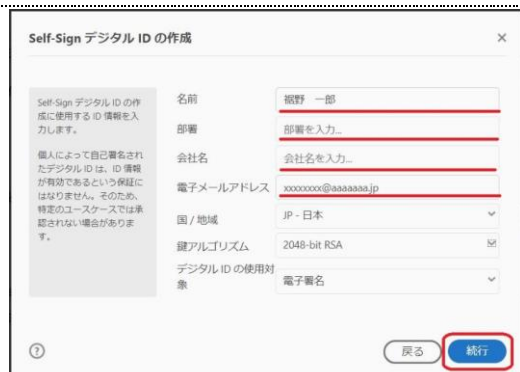 Self-Sign デジタル ID の作成
Self-Sign デジタル ID の作
成に使用する ID 情報を入
力します。
個人によって自己署名され
たデジタル ID は、ID 情報
が有効であるという保証に
はなりません。そのため、
特定のユースケースでは承
認されない場合がありま
す。
名前
裾野 一郎
部署
部署を入力...
会社名
会社名を入力...
電子メールアドレス
xxxxxxxx@aaaaaaa.jp
国 / 地域
JP - 日本
鍵アルゴリズム
2048-bit RSA
デジタル ID の使用対
象
電子署名
戻る
続行